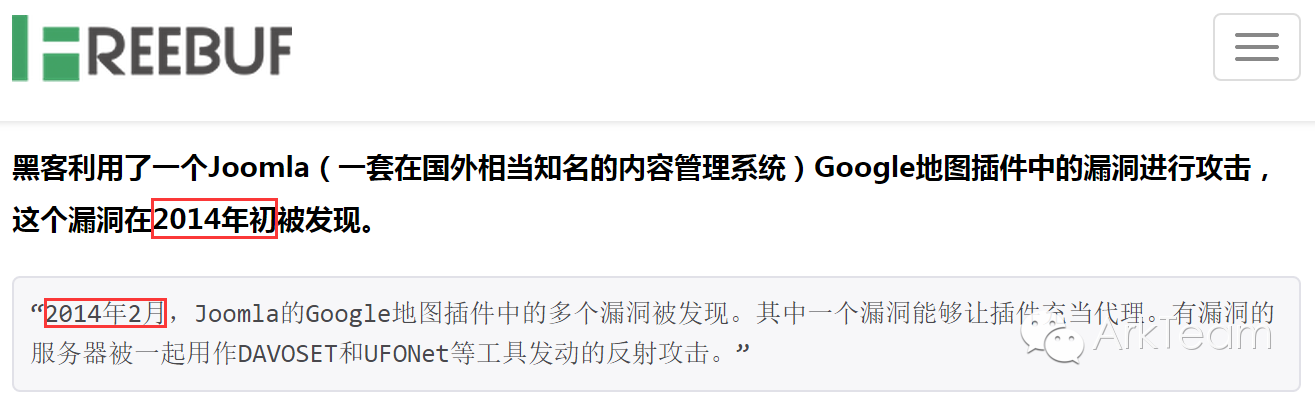 FREEBUF
黑客利用了一个Joomla（一套在国外相当知名的内容管理系统）Google地图插件中的漏洞进行攻击，
这个漏洞在2014年初被发现。
“2014年2月，Joomla的Google地图插件中的多个漏洞被发现。其中一个漏洞能够让插件充当代理。有漏洞的
服务器被一起用作DAVOSET和UFONet等工具发动的反射攻击。”
ArkTeam